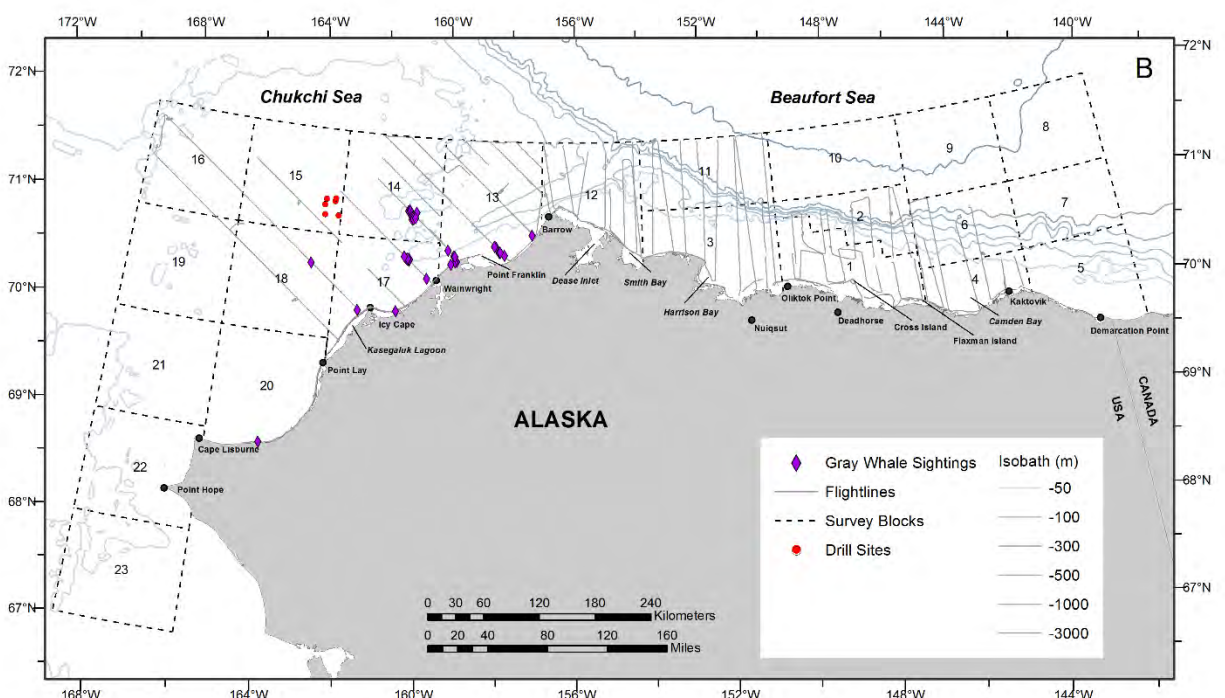 172°W 168°W 164°W 160°W 156°W 152°W 148°W 144°W 140°W
72°N 72°N
B
Chukchi Sea Beaufort Sea
8
9
10
16 15 11
71°N 71°N
14 13 12
7
2
6
19 3 1 5
18 Barrow
17
70°N 70°N
Point Franklin Dease Inlet Smith Bay
Wainwright Harrison Bay Oliktok Point 4 Kaktovik
Icy Cape Nuiqsut Deadhorse Cross Island Camden Bay Demarcation Point
Kasegaluk Lagoon Flaxman Island
21 20 Point Lay
69°N 69°N
CANADA
USA
ALASKA
Cape Lisburne
22
Point Hope
68°N 68°N
23
67°N 67°N
Gray Whale Sightings
Flightlines
Survey Blocks
Drill Sites
Isobath (m)
-50
-100
-300
-500
-1000
-3000
0 30 60 120 180 240
Kilometers
0 20 40 80 120 160
Miles
168°W 164°W 160°W 156°W 152°W 148°W 144°W